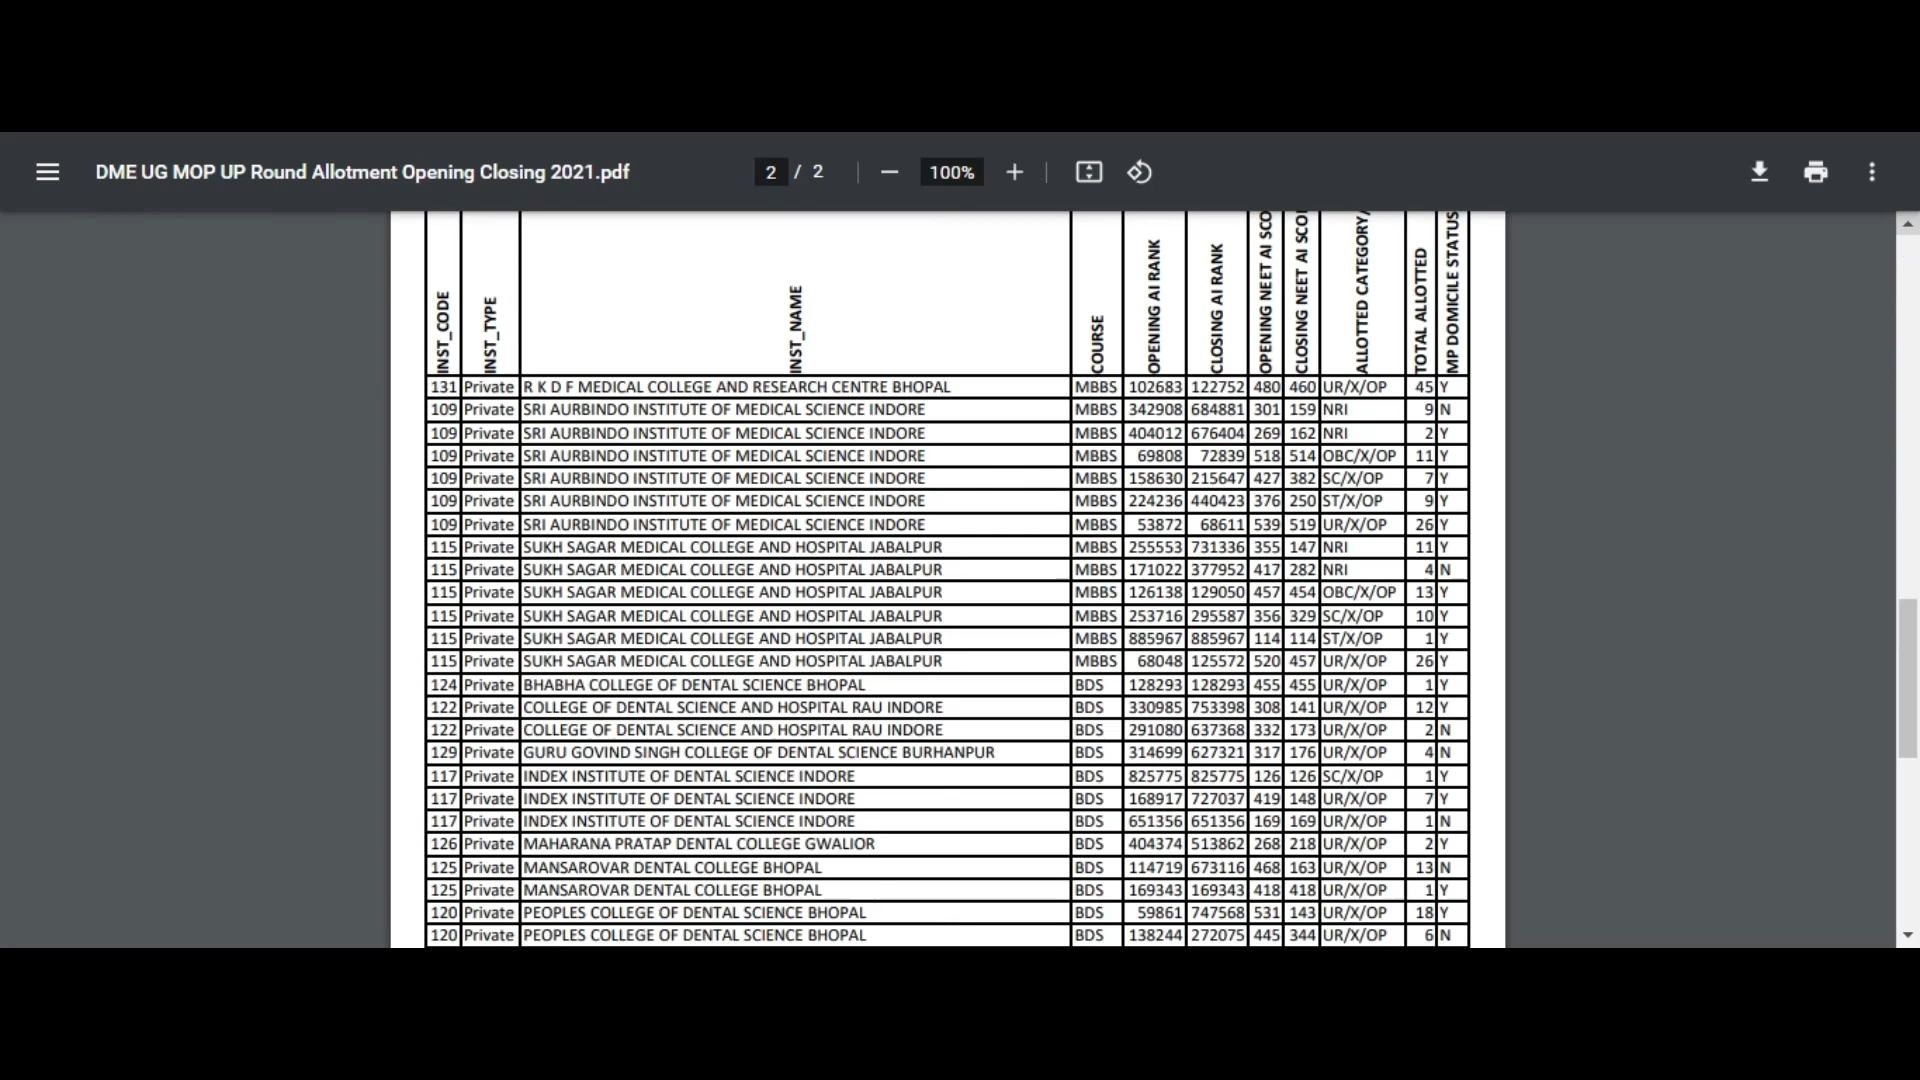 DME UG MOP UP Round Allotment Opening Closing 2021.pdf 2 / 2 100%
INST_CODE INST_TYPE INST_NAME COURSE OPENING AI RANK CLOSING AI RANK OPENING NEET AI SCO CLOSING NEET AI SCO ALLOTTED CATEGORY/ TOTAL ALLOTTED MP DOMICILE STATUS
131 Private R K D F MEDICAL COLLEGE AND RESEARCH CENTRE BHOPAL MBBS 102683 122752 480 460 UR/X/OP 45 Y
109 Private SRI AURBINDO INSTITUTE OF MEDICAL SCIENCE INDORE MBBS 342908 684881 301 159 NRI 9 N
109 Private SRI AURBINDO INSTITUTE OF MEDICAL SCIENCE INDORE MBBS 404012 676404 269 162 NRI 2 Y
109 Private SRI AURBINDO INSTITUTE OF MEDICAL SCIENCE INDORE MBBS 69808 72839 518 514 OBC/X/OP 11 Y
109 Private SRI AURBINDO INSTITUTE OF MEDICAL SCIENCE INDORE MBBS 158630 215647 427 382 SC/X/OP 7 Y
109 Private SRI AURBINDO INSTITUTE OF MEDICAL SCIENCE INDORE MBBS 224236 440423 376 250 ST/X/OP 9 Y
109 Private SRI AURBINDO INSTITUTE OF MEDICAL SCIENCE INDORE MBBS 53872 68611 539 519 UR/X/OP 26 Y
115 Private SUKH SAGAR MEDICAL COLLEGE AND HOSPITAL JABALPUR MBBS 255553 731336 355 147 NRI 11 Y
115 Private SUKH SAGAR MEDICAL COLLEGE AND HOSPITAL JABALPUR MBBS 171022 377952 417 282 NRI 4 N
115 Private SUKH SAGAR MEDICAL COLLEGE AND HOSPITAL JABALPUR MBBS 126138 129050 457 454 OBC/X/OP 13 Y
115 Private SUKH SAGAR MEDICAL COLLEGE AND HOSPITAL JABALPUR MBBS 253716 295587 356 329 SC/X/OP 10 Y
115 Private SUKH SAGAR MEDICAL COLLEGE AND HOSPITAL JABALPUR MBBS 885967 885967 114 114 ST/X/OP 1 Y
115 Private SUKH SAGAR MEDICAL COLLEGE AND HOSPITAL JABALPUR MBBS 68048 125572 520 457 UR/X/OP 26 Y
124 Private BHABHA COLLEGE OF DENTAL SCIENCE BHOPAL BDS 128293 128293 455 455 UR/X/OP 1 Y
122 Private COLLEGE OF DENTAL SCIENCE AND HOSPITAL RAU INDORE BDS 330985 753398 308 141 UR/X/OP 12 Y
122 Private COLLEGE OF DENTAL SCIENCE AND HOSPITAL RAU INDORE BDS 291080 637368 332 173 UR/X/OP 2 N
129 Private GURU GOVIND SINGH COLLEGE OF DENTAL SCIENCE BURHANPUR BDS 314699 627321 317 176 UR/X/OP 4 N
117 Private INDEX INSTITUTE OF DENTAL SCIENCE INDORE BDS 825775 825775 126 126 SC/X/OP 1 Y
117 Private INDEX INSTITUTE OF DENTAL SCIENCE INDORE BDS 168917 727037 419 148 UR/X/OP 7 Y
117 Private INDEX INSTITUTE OF DENTAL SCIENCE INDORE BDS 651356 651356 169 169 UR/X/OP 1 N
126 Private MAHARANA PRATAP DENTAL COLLEGE GWALIOR BDS 404374 513862 268 218 UR/X/OP 2 Y
125 Private MANSAROVAR DENTAL COLLEGE BHOPAL BDS 114719 673116 468 163 UR/X/OP 13 N
125 Private MANSAROVAR DENTAL COLLEGE BHOPAL BDS 169343 169343 418 418 UR/X/OP 1 Y
120 Private PEOPLES COLLEGE OF DENTAL SCIENCE BHOPAL BDS 59861 747568 531 143 UR/X/OP 18 Y
120 Private PEOPLES COLLEGE OF DENTAL SCIENCE BHOPAL BDS 138244 272075 445 344 UR/X/OP 6 N